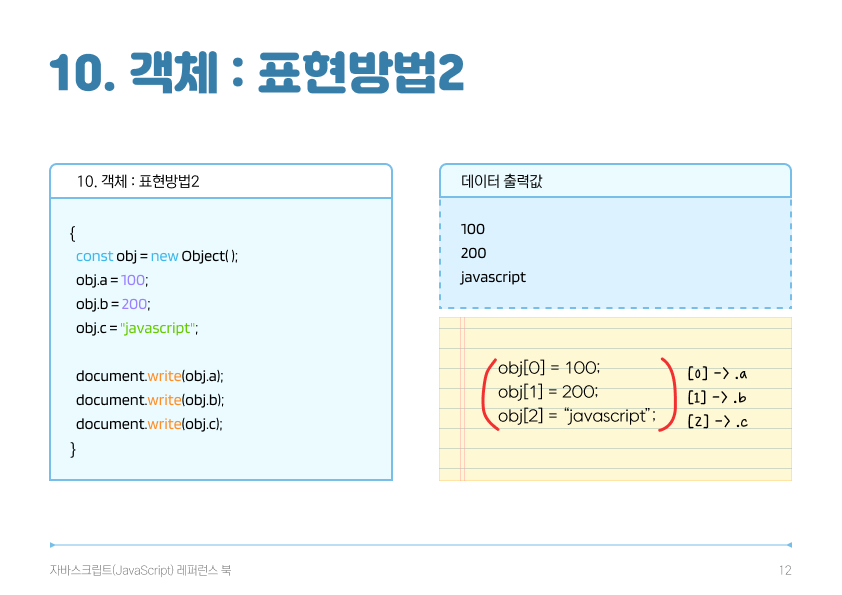 10. 객체 : 표현방법2
10. 객체 : 표현방법2
{
const obj = new Object( );
obj.a = 100;
obj.b = 200;
obj.c = "javascript";
document.write(obj.a);
document.write(obj.b);
document.write(obj.c);
}
데이터 출력값
100
200
javascript
obj[0] = 100; [0] -> .a
obj[1] = 200; [1] -> .b
obj[2] = “javascript”; [2] -> .c
자바스크립트(JavaScript) 레퍼런스 북
12